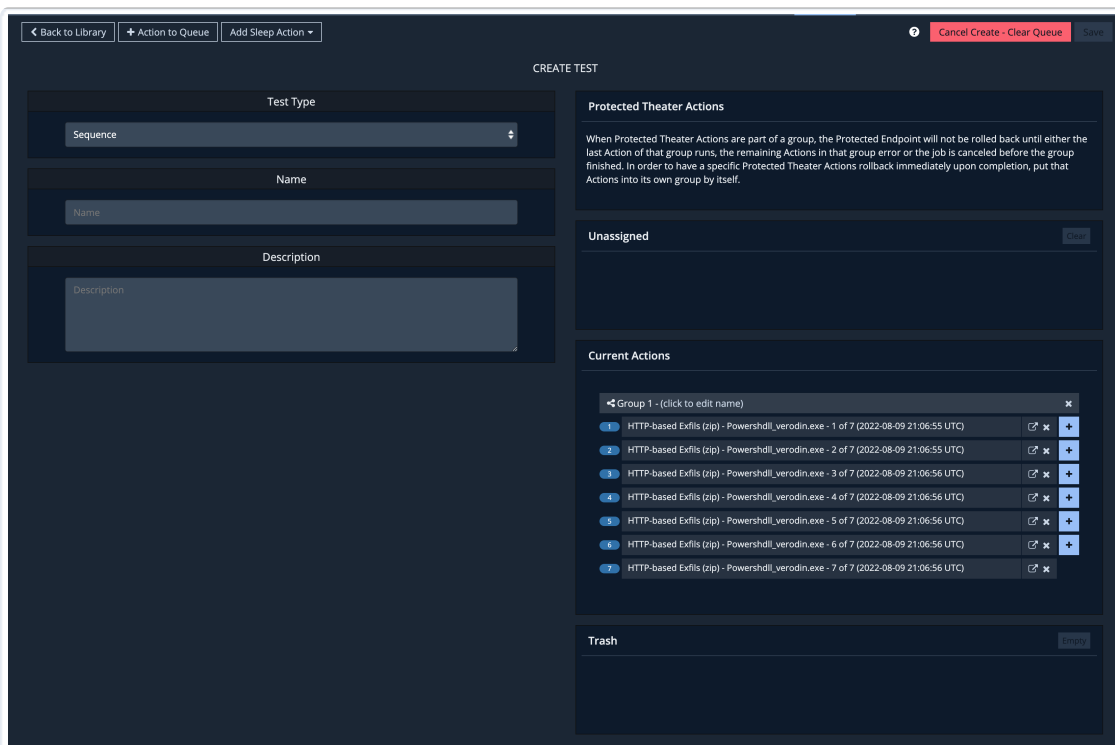 Back to Library
+ Action to Queue
Add Sleep Action
Cancel Create - Clear Queue
Save
CREATE TEST
Test Type
Sequence
Name
Name
Description
Description
Protected Theater Actions
When Protected Theater Actions are part of a group, the Protected Endpoint will not be rolled back until either the
last Action of that group runs, the remaining Actions in that group error or the job is canceled before the group
finished. In order to have a specific Protected Theater Actions rollback immediately upon completion, put that
Actions into its own group by itself.
Unassigned
Clear
Current Actions
Group 1 - (click to edit name)
1 HTTP-based Exfils (zip) - Powershdll_verodin.exe - 1 of 7 (2022-08-09 21:06:55 UTC)
2 HTTP-based Exfils (zip) - Powershdll_verodin.exe - 2 of 7 (2022-08-09 21:06:55 UTC)
3 HTTP-based Exfils (zip) - Powershdll_verodin.exe - 3 of 7 (2022-08-09 21:06:56 UTC)
4 HTTP-based Exfils (zip) - Powershdll_verodin.exe - 4 of 7 (2022-08-09 21:06:56 UTC)
5 HTTP-based Exfils (zip) - Powershdll_verodin.exe - 5 of 7 (2022-08-09 21:06:56 UTC)
6 HTTP-based Exfils (zip) - Powershdll_verodin.exe - 6 of 7 (2022-08-09 21:06:56 UTC)
7 HTTP-based Exfils (zip) - Powershdll_verodin.exe - 7 of 7 (2022-08-09 21:06:56 UTC)
Trash
Empty